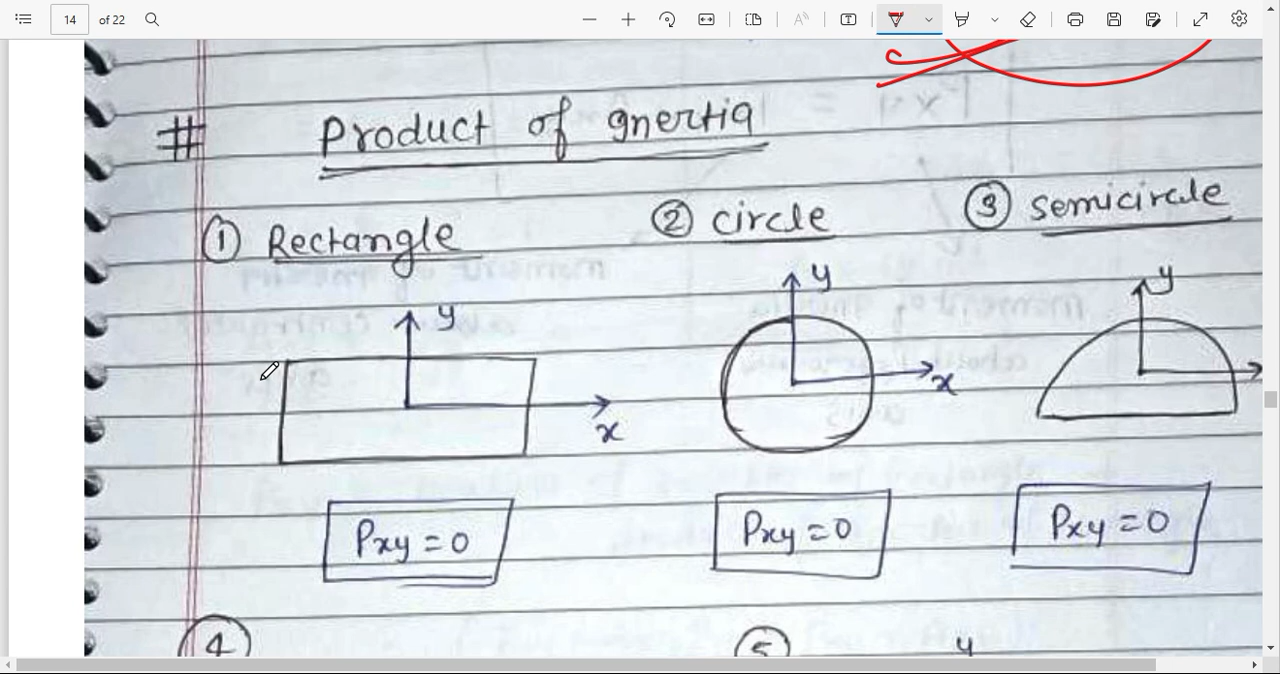 14 of 22
# Product of Inertia
① Rectangle
② circle
③ semicircle
y
x
y
x
y
Pxy = 0
Pxy = 0
Pxy = 0
④
⑤
y